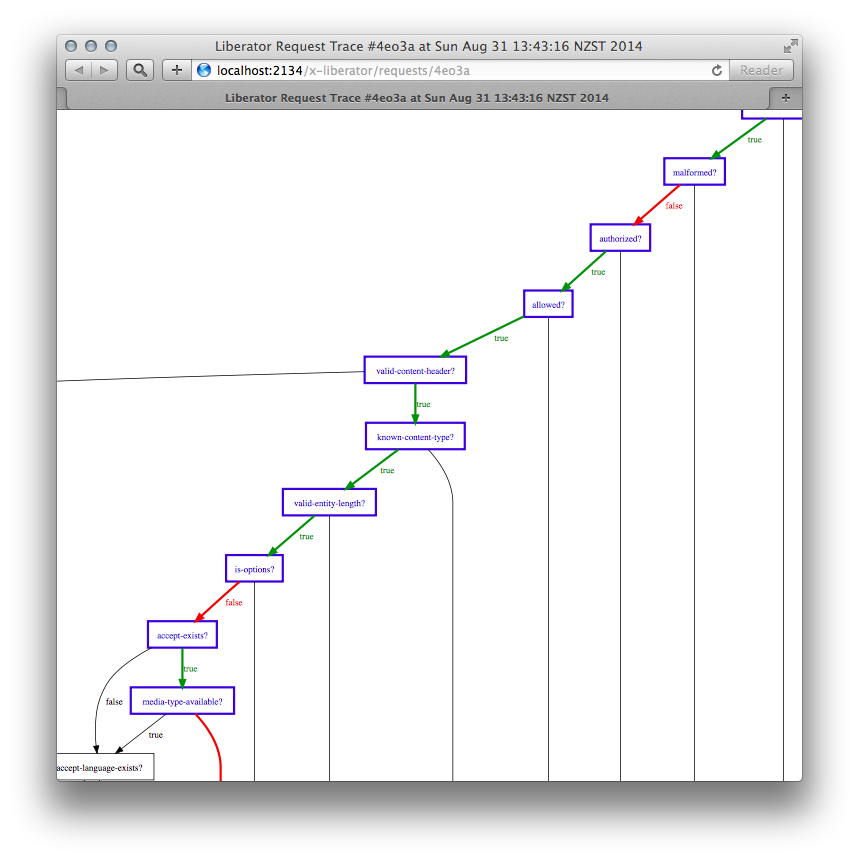 Liberator Request Trace #4eo3a at Sun Aug 31 13:43:16 NZST 2014
localhost:2134/x-liberator/requests/4eo3a
Reader
Liberator Request Trace #4eo3a at Sun Aug 31 13:43:16 NZST 2014
true
malformed?
false
authorized?
true
allowed?
true
valid-content-header?
true
known-content-type?
true
valid-entity-length?
true
is-options?
false
accept-exists?
true
false
media-type-available?
true
accept-language-exists?